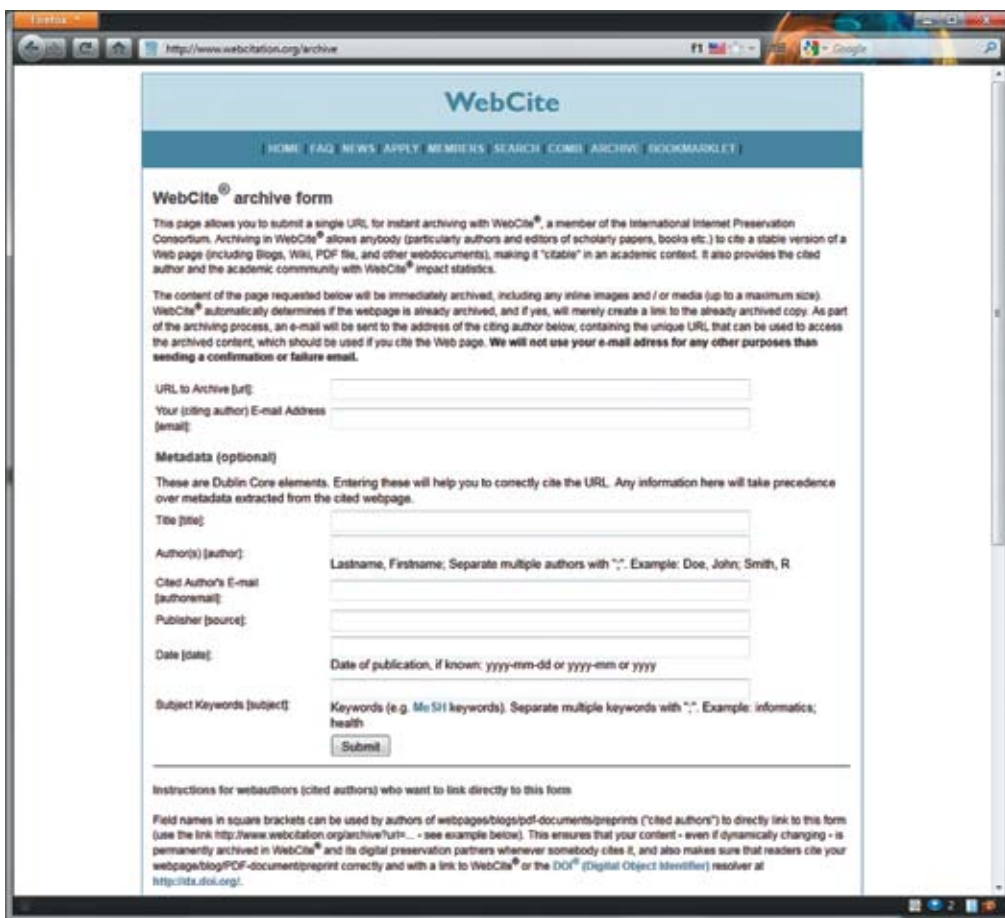 Firefox
http://www.webcitation.org/archive
f1
Google
WebCite
| HOME | FAQ | NEWS | APPLY | MEMBERS | SEARCH | COMB | ARCHIVE | BOOKMARKLET |
WebCite® archive form
This page allows you to submit a single URL for instant archiving with WebCite®, a member of the International Internet Preservation
Consortium. Archiving in WebCite® allows anybody (particularly authors and editors of scholarly papers, books etc.) to cite a stable version of a
Web page (including Blogs, Wiki, PDF file, and other webdocuments), making it "citable" in an academic context. It also provides the cited
author and the academic commmunity with WebCite® impact statistics.
The content of the page requested below will be immediately archived, including any inline images and / or media (up to a maximum size).
WebCite® automatically determines if the webpage is already archived, and if yes, will merely create a link to the already archived copy. As part
of the archiving process, an e-mail will be sent to the address of the citing author below, containing the unique URL that can be used to access
the archived content, which should be used if you cite the Web page. We will not use your e-mail adress for any other purposes than
sending a confirmation or failure email.
URL to Archive [url]:
Your (citing author) E-mail Address
[email]:
Metadata (optional)
These are Dublin Core elements. Entering these will help you to correctly cite the URL. Any information here will take precedence
over metadata extracted from the cited webpage.
Title [title]:
Author(s) [author]:
Lastname, Firstname; Separate multiple authors with ";". Example: Doe, John; Smith, R
Cited Author's E-mail
[authoremail]:
Publisher [source]:
Date [date]:
Date of publication, if known: yyyy-mm-dd or yyyy-mm or yyyy
Subject Keywords [subject]:
Keywords (e.g. MeSH keywords). Separate multiple keywords with ";". Example: informatics;
health
Submit
Instructions for webauthors (cited authors) who want to link directly to this form
Field names in square brackets can be used by authors of webpages/blogs/pdf-documents/preprints ("cited authors") to directly link to this form
(use the link http://www.webcitation.org/archive?url=... - see example below). This ensures that your content - even if dynamically changing - is
permanently archived in WebCite® and its digital preservation partners whenever somebody cites it, and also makes sure that readers cite your
webpage/blog/PDF-document/preprint correctly and with a link to WebCite® or the DOI® (Digital Object Identifier) resolver at
http://dx.doi.org/.
2